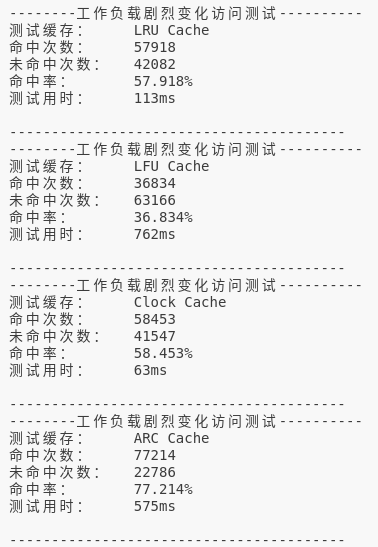 --------工作负载剧烈变化访问测试----------
测试缓存： LRU Cache
命中次数： 57918
未命中次数： 42082
命中率： 57.918%
测试用时： 113ms
----------------------------------------
--------工作负载剧烈变化访问测试----------
测试缓存： LFU Cache
命中次数： 36834
未命中次数： 63166
命中率： 36.834%
测试用时： 762ms
----------------------------------------
--------工作负载剧烈变化访问测试----------
测试缓存： Clock Cache
命中次数： 58453
未命中次数： 41547
命中率： 58.453%
测试用时： 63ms
----------------------------------------
--------工作负载剧烈变化访问测试----------
测试缓存： ARC Cache
命中次数： 77214
未命中次数： 22786
命中率： 77.214%
测试用时： 575ms
----------------------------------------